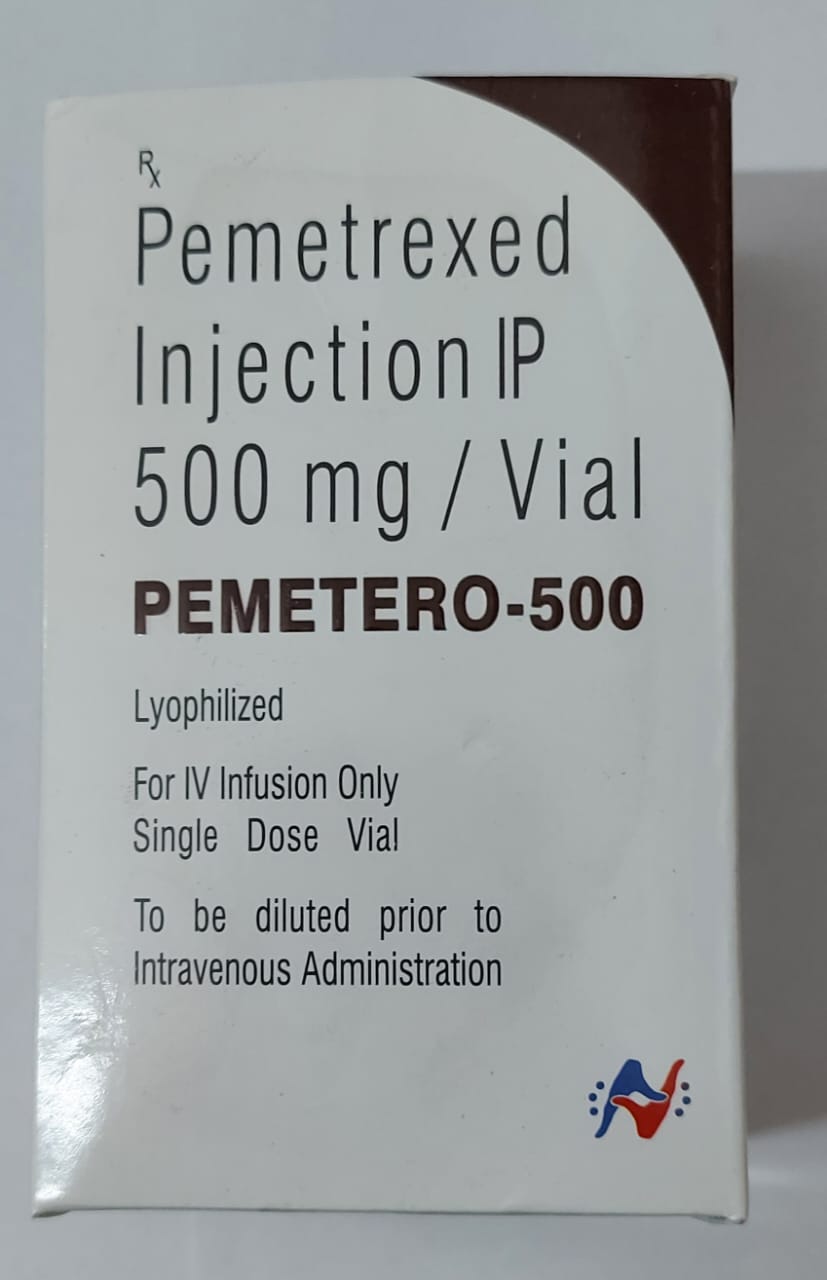 Rx
Pemetrexed
Injection IP
500 mg / Vial
PEMETERO-500
Lyophilized
For IV Infusion Only
Single Dose Vial
To be diluted prior to
Intravenous Administration